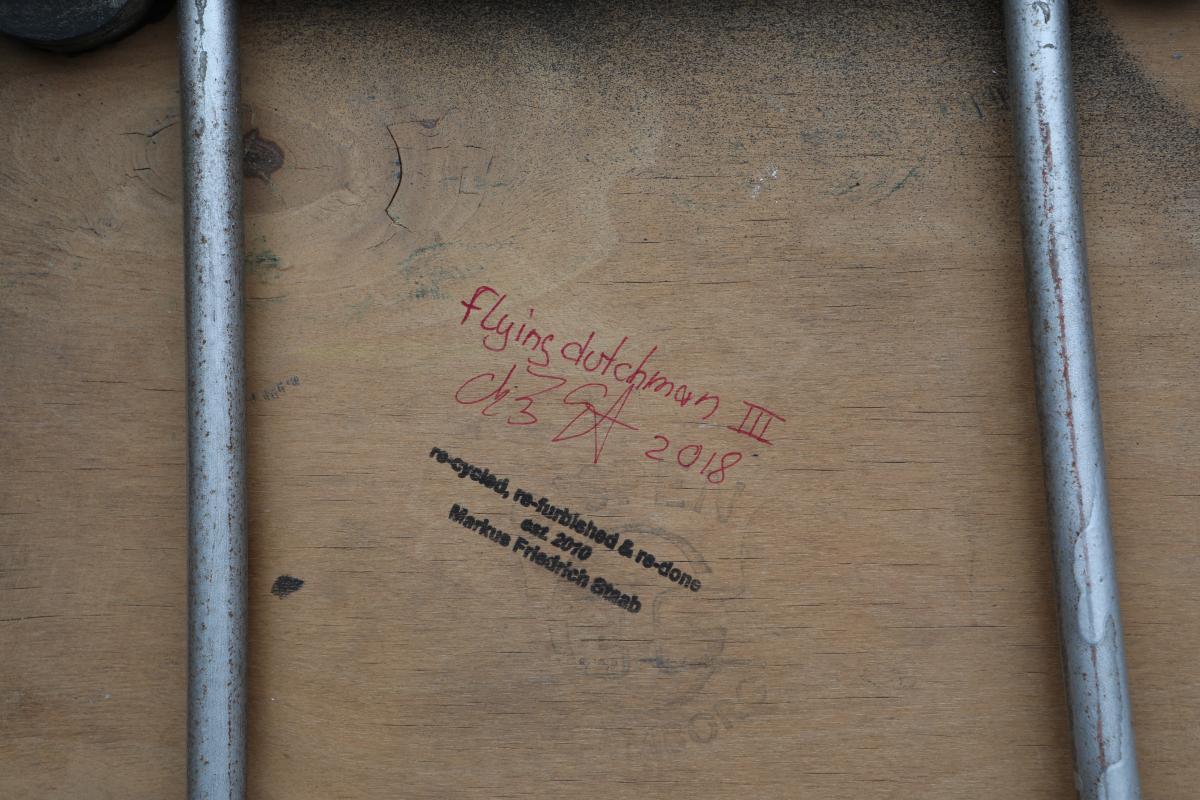 flying dutchman III
2018
re-cycled, re-furbished & re-done
est. 2010
Markus Friedrich Staab